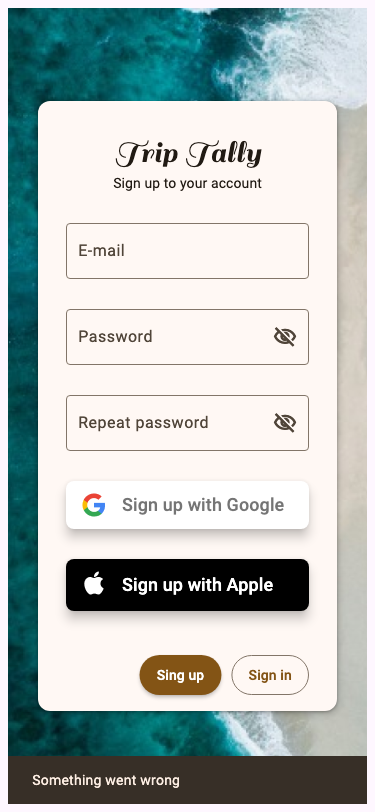 Trip Tally
Sign up to your account
E-mail
Password
Repeat password
Sign up with Google
Sign up with Apple
Sing up
Sign in
Something went wrong